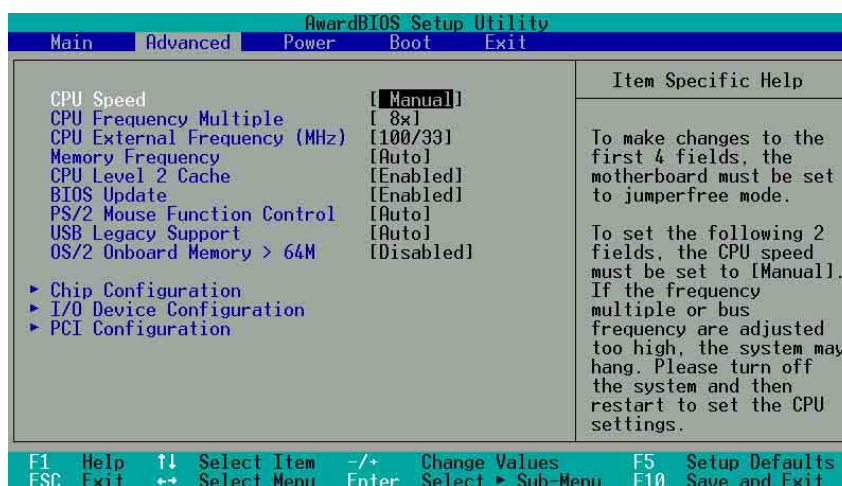 AwardBIOS Setup Utility
Main Advanced Power Boot Exit
CPU Speed [ Manual]
CPU Frequency Multiple [ 8x]
CPU External Frequency (MHz) [100/33]
Memory Frequency [Auto]
CPU Level 2 Cache [Enabled]
BIOS Update [Enabled]
PS/2 Mouse Function Control [Auto]
USB Legacy Support [Auto]
OS/2 Onboard Memory > 64M [Disabled]
▸ Chip Configuration
▸ I/O Device Configuration
▸ PCI Configuration
Item Specific Help
To make changes to the
first 4 fields, the
motherboard must be set
to jumperfree mode.
To set the following 2
fields, the CPU speed
must be set to [Manual].
If the frequency
multiple or bus
frequency are adjusted
too high, the system may
hang. Please turn off
the system and then
restart to set the CPU
settings.
F1 Help ↑↓ Select Item -/+ Change Values F5 Setup Defaults
ESC Exit ←→ Select Menu Enter Select ▸ Sub-Menu F10 Save and Exit